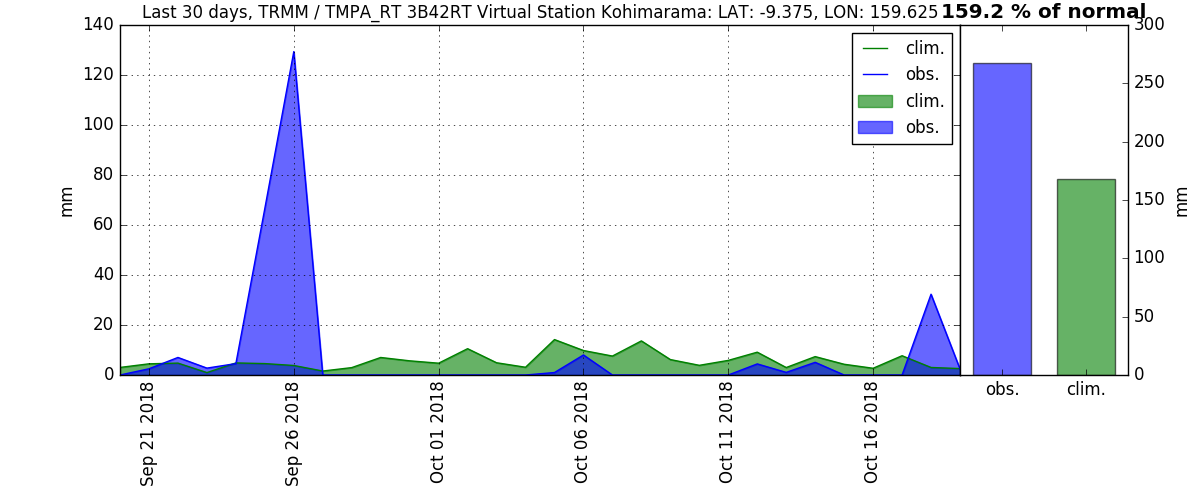 Last 30 days, TRMM / TMPA_RT 3B42RT Virtual Station Kohimarama: LAT: -9.375, LON: 159.625
159.2 % of normal
140
120
100
80
60
40
20
0
mm
clim.
obs.
clim.
obs.
Sep 21 2018
Sep 26 2018
Oct 01 2018
Oct 06 2018
Oct 11 2018
Oct 16 2018
300
250
200
150
100
50
0
mm
obs.
clim.